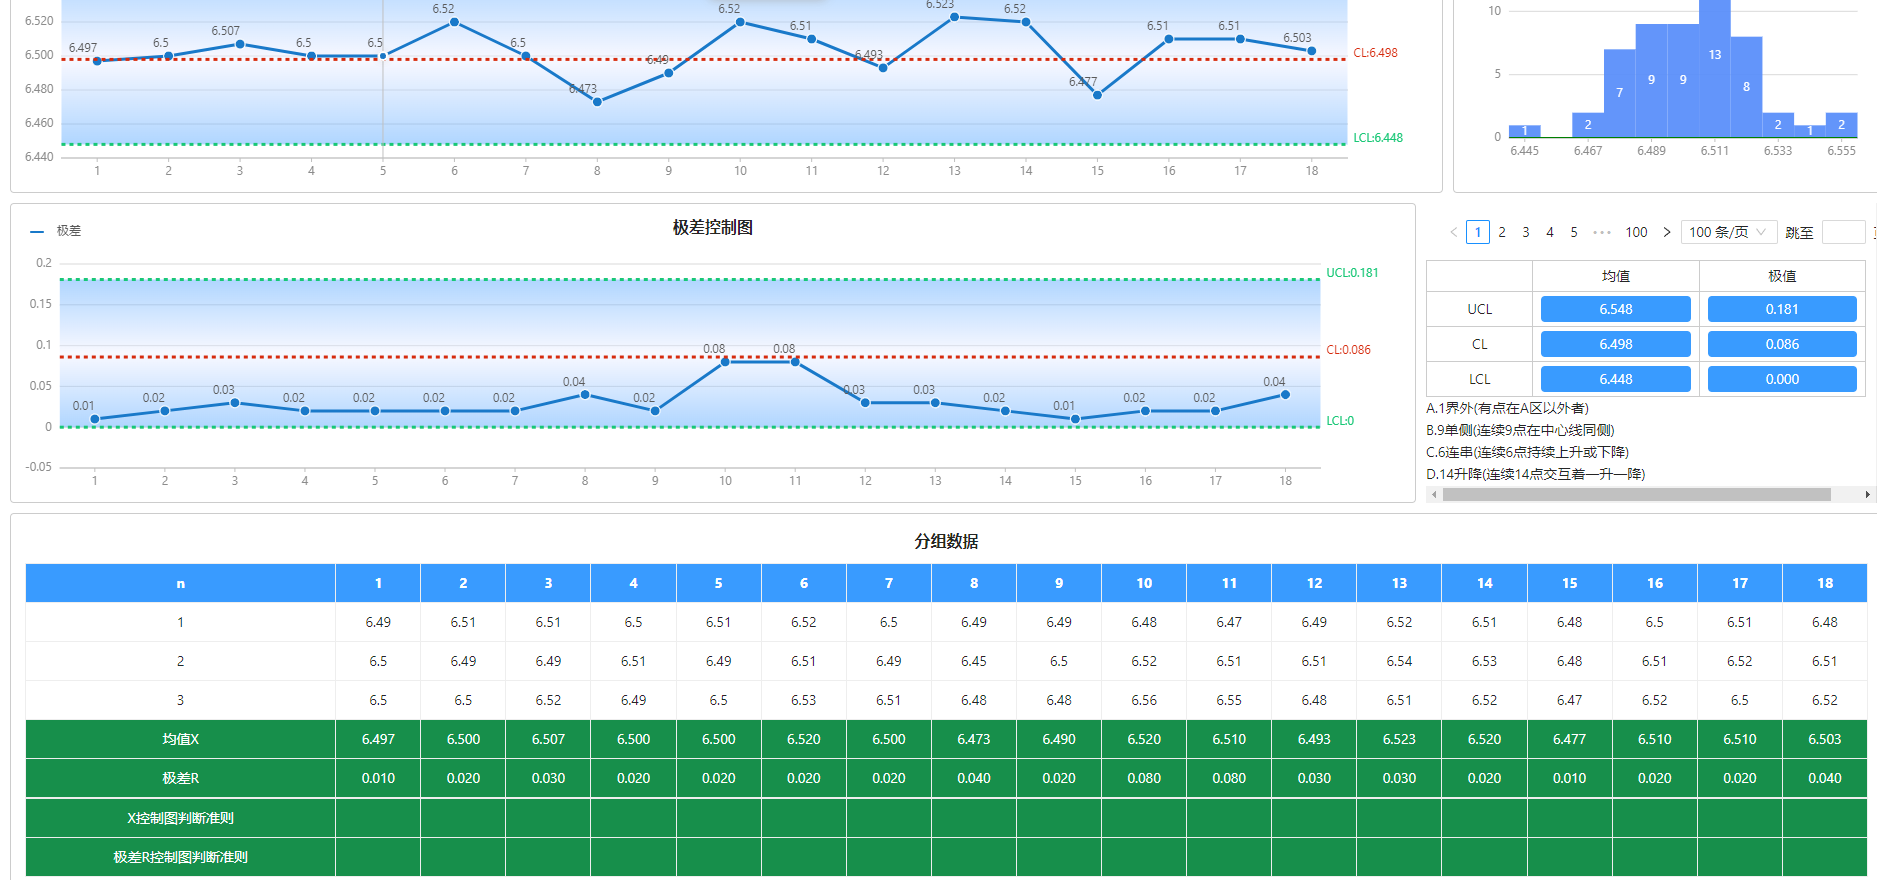 6.520
6.500
6.480
6.460
6.440
6.497
6.5
6.507
6.5
6.5
6.52
6.5
6.473
6.49
6.52
6.51
6.493
6.523
6.52
6.477
6.51
6.51
6.503
CL:6.498
LCL:6.448
1 2 3 4 5 6 7 8 9 10 11 12 13 14 15 16 17 18
10
5
0
1 2 7 9 9 13 8 2 1 2
6.445 6.467 6.489 6.511 6.533 6.555
极差
极差控制图
0.2
0.15
0.1
0.05
0
-0.05
UCL:0.181
CL:0.086
LCL:0
0.01 0.02 0.03 0.02 0.02 0.02 0.02 0.04 0.02 0.08 0.08 0.03 0.03 0.02 0.01 0.02 0.02 0.04
1 2 3 4 5 6 7 8 9 10 11 12 13 14 15 16 17 18
1 2 3 4 5 ••• 100 100 条/页 跳至
均值 极值
UCL 6.548 0.181
CL 6.498 0.086
LCL 6.448 0.000
A.1界外(有点在A区以外者)
B.9单侧(连续9点在中心线同侧)
C.6连串(连续6点持续上升或下降)
D.14升降(连续14点交互着一升一降)
分组数据
n 1 2 3 4 5 6 7 8 9 10 11 12 13 14 15 16 17 18
1 6.49 6.51 6.51 6.5 6.51 6.52 6.5 6.49 6.49 6.48 6.47 6.49 6.52 6.51 6.48 6.5 6.51 6.48
2 6.5 6.49 6.49 6.51 6.49 6.51 6.49 6.45 6.5 6.52 6.51 6.51 6.54 6.53 6.48 6.51 6.52 6.51
3 6.5 6.5 6.52 6.49 6.5 6.53 6.51 6.48 6.48 6.56 6.55 6.48 6.51 6.52 6.47 6.52 6.5 6.52
均值X 6.497 6.500 6.507 6.500 6.500 6.520 6.500 6.473 6.490 6.520 6.510 6.493 6.523 6.520 6.477 6.510 6.510 6.503
极差R 0.010 0.020 0.030 0.020 0.020 0.020 0.020 0.040 0.020 0.080 0.080 0.030 0.030 0.020 0.010 0.020 0.020 0.040
X控制图判断准则
极差R控制图判断准则